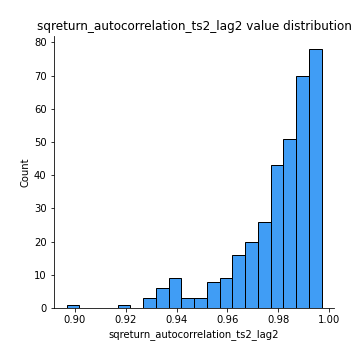 sqreturn_autocorrelation_ts2_lag2 value distribution
80
70
60
50
40
30
20
10
0
Count
0.90 0.92 0.94 0.96 0.98 1.00
sqreturn_autocorrelation_ts2_lag2